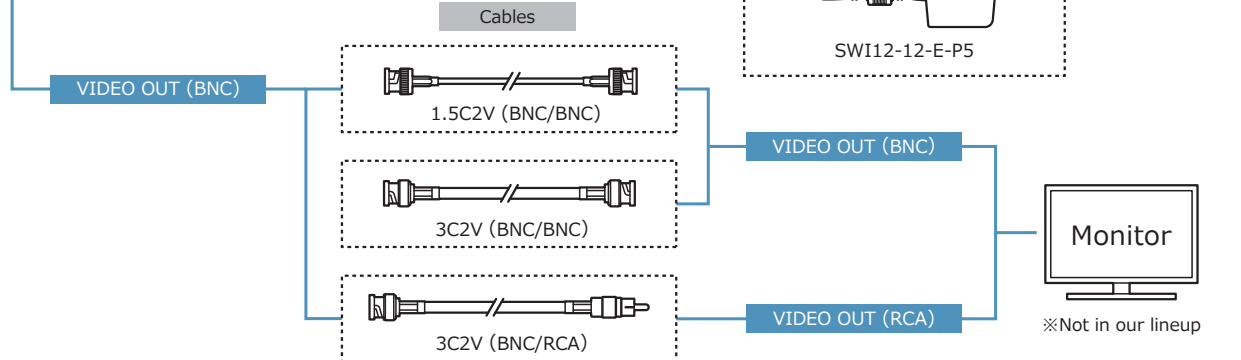 Cables
SWI12-12-E-P5
VIDEO OUT (BNC)
1.5C2V (BNC/BNC)
VIDEO OUT (BNC)
3C2V (BNC/BNC)
Monitor
VIDEO OUT (RCA)
※Not in our lineup
3C2V (BNC/RCA)